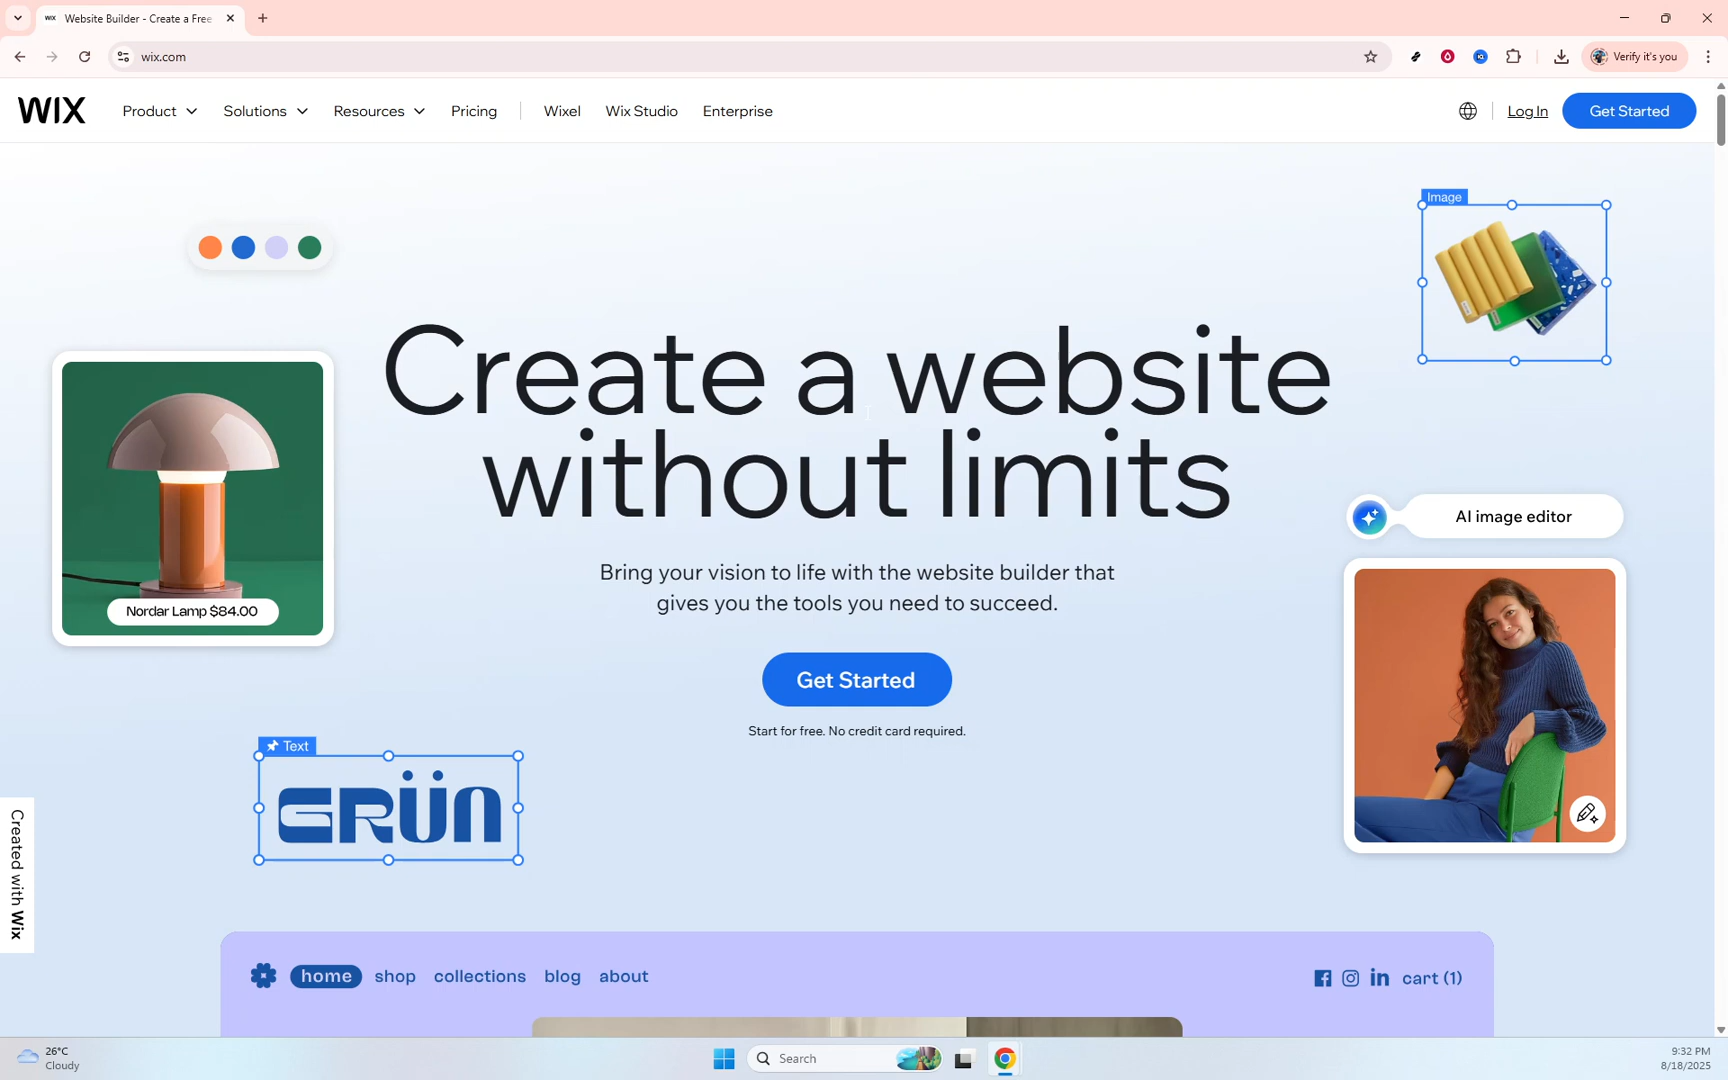 WIX Website Builder - Create a Free
wix.com
Verify it's you
WIX
Product
Solutions
Resources
Pricing
Wixel
Wix Studio
Enterprise
Log In
Get Started
Image
Create a website
without limits
AI image editor
Bring your vision to life with the website builder that
gives you the tools you need to succeed.
Nordar Lamp $84.00
Get Started
Start for free. No credit card required.
Text
GRÜN
Created with Wix
home
shop
collections
blog
about
cart (1)
26°C
Cloudy
Search
9:32 PM
8/18/2025